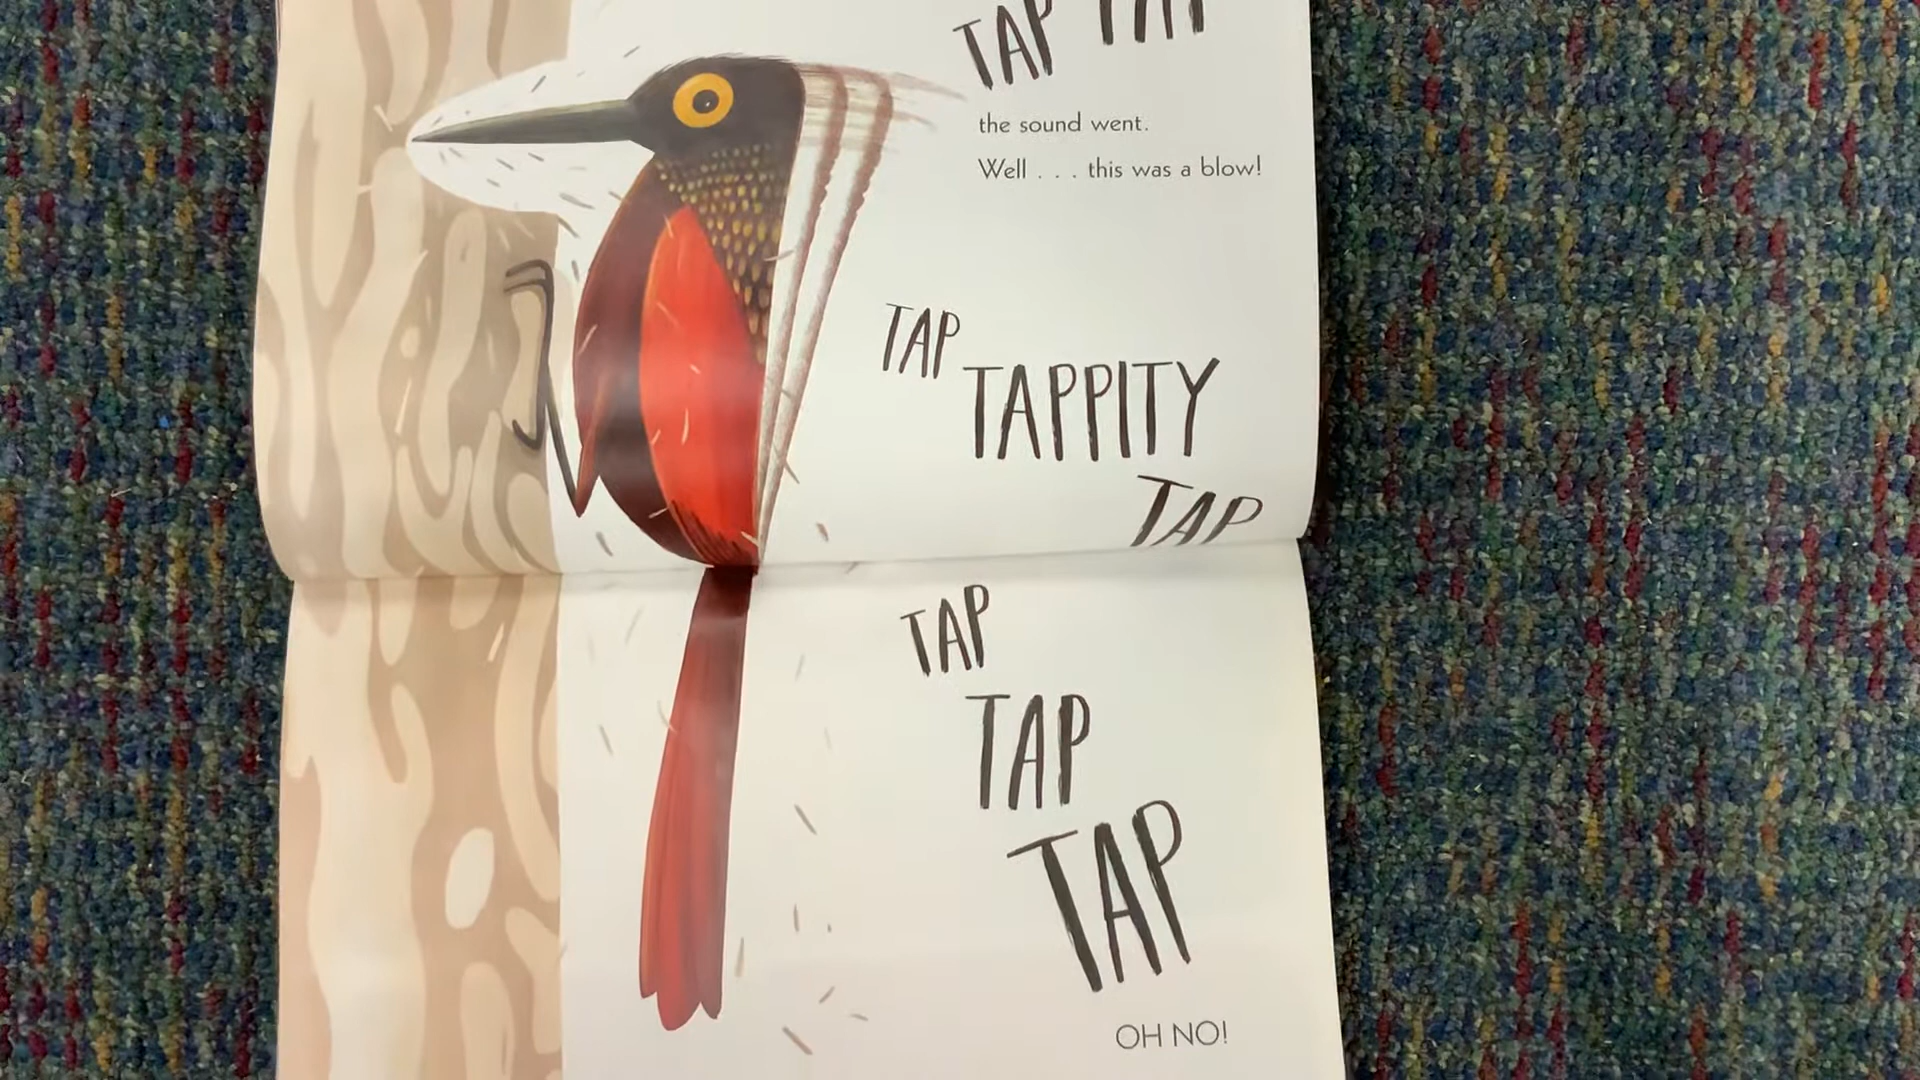 TAP TAP
the sound went.
Well . . . this was a blow!
TAP
TAPPITY
TAP
TAP
TAP
TAP
OH NO!